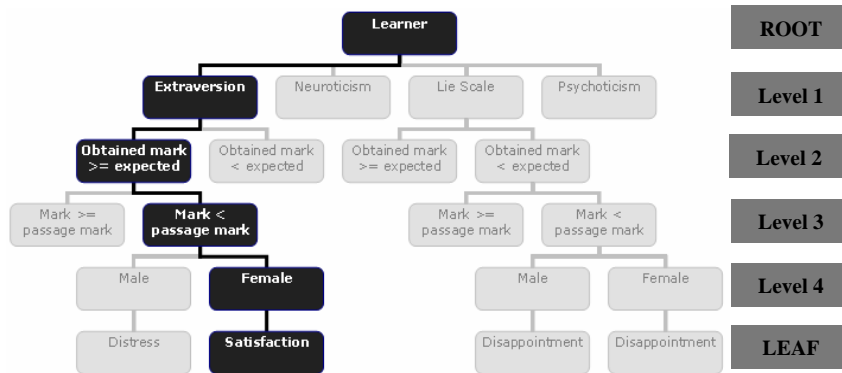 Learner
ROOT
Extraversion
Neuroticism
Lie Scale
Psychoticism
Level 1
Obtained mark
>= expected
Obtained mark
< expected
Obtained mark
>= expected
Obtained mark
< expected
Level 2
Mark >=
passage mark
Mark <
passage mark
Mark >=
passage mark
Mark <
passage mark
Level 3
Male
Female
Male
Female
Level 4
Distress
Satisfaction
Disappointment
Disappointment
LEAF